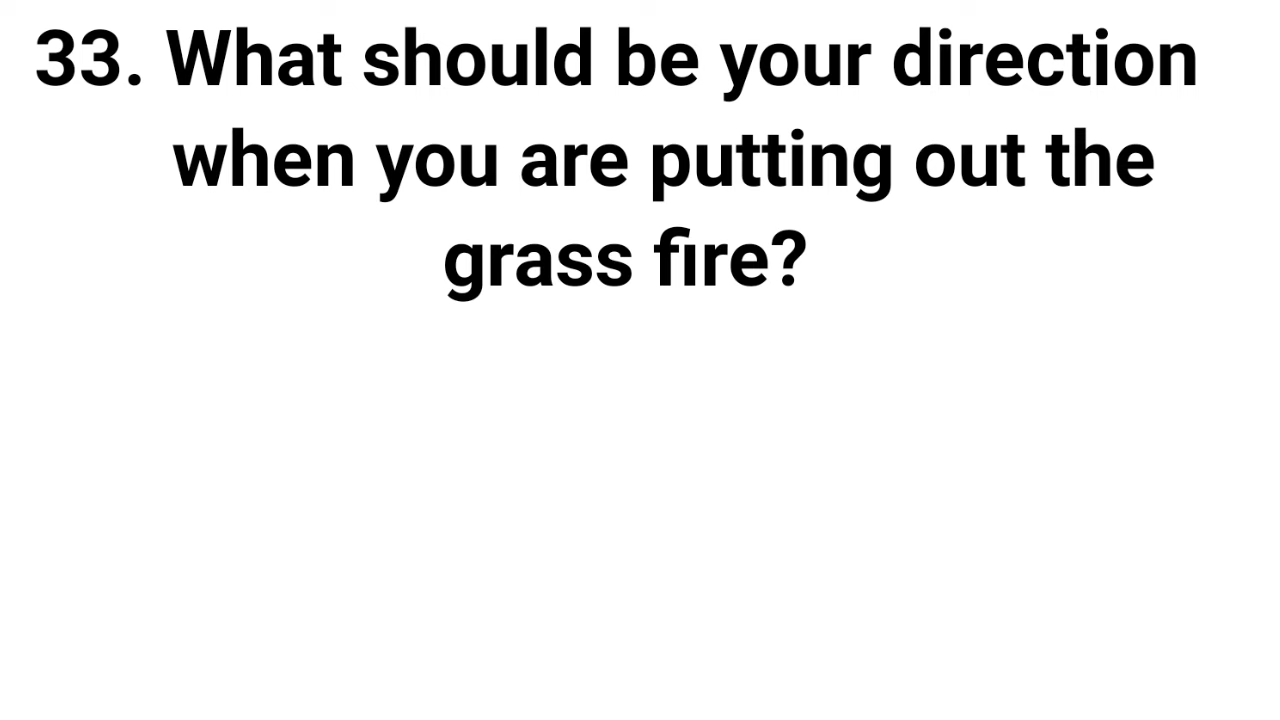 33. What should be your direction
when you are putting out the
grass fire?